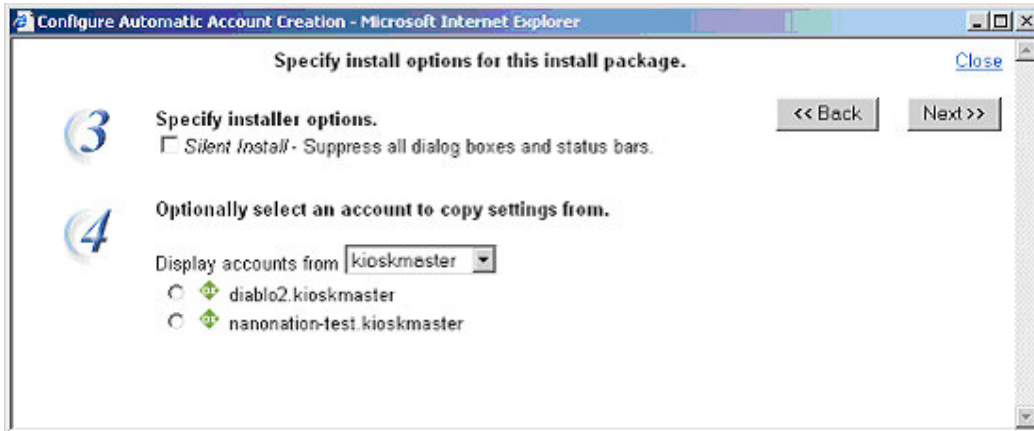 Configure Automatic Account Creation - Microsoft Internet Explorer
Specify install options for this install package.
Close
3
Specify installer options.
<< Back
Next >>
Silent Install - Suppress all dialog boxes and status bars.
4
Optionally select an account to copy settings from.
Display accounts from kioskmaster
diablo2.kioskmaster
nanonation-test.kioskmaster